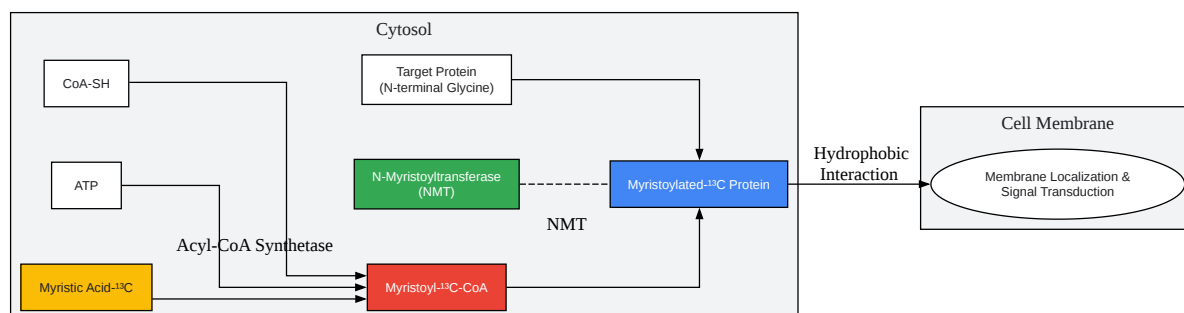 Cytosol
CoA-SH
Target Protein
(N-terminal Glycine)
Cell Membrane
Hydrophobic
Interaction
ATP
N-Myristoyltransferase
(NMT)
Myristoylated-¹³C Protein
Membrane Localization &
Signal Transduction
NMT
Acyl-CoA Synthetase
Myristic Acid-¹³C
Myristoyl-¹³C-CoA